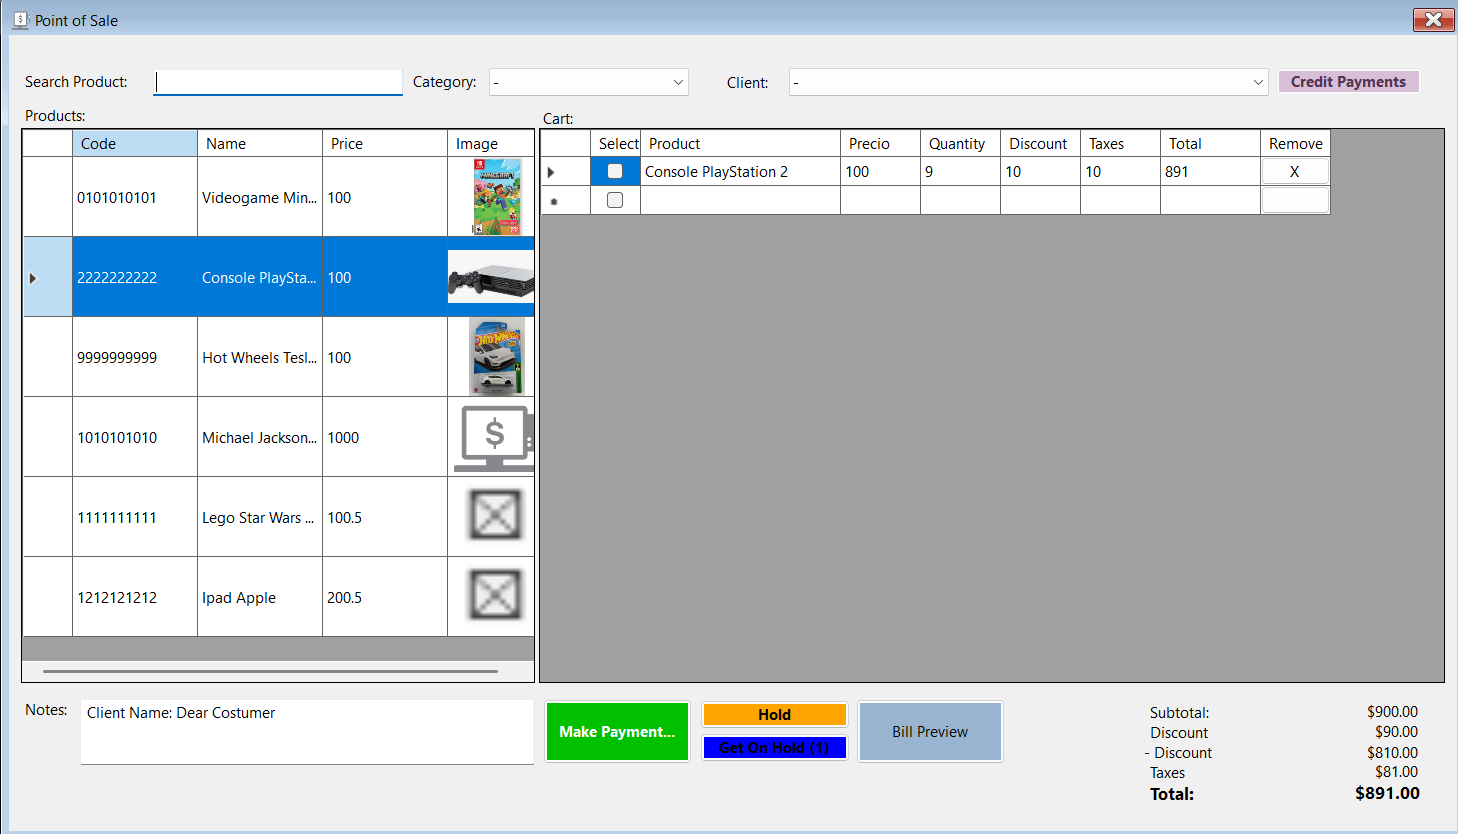 Point of Sale
Search Product:
Category: -
Client: -
Credit Payments
Products:
Code Name Price Image
0101010101 Videogame Min... 100
MINECRAFT
2222222222 Console PlaySta... 100
9999999999 Hot Wheels Tesl... 100
Hot Wheels
1010101010 Michael Jackson... 1000
$
1111111111 Lego Star Wars ... 100.5
1212121212 Ipad Apple 200.5
Cart:
Select Product Precio Quantity Discount Taxes Total Remove
Console PlayStation 2 100 9 10 10 891 X
Notes: Client Name: Dear Costumer
Make Payment...
Hold
Get On Hold (1)
Bill Preview
Subtotal: $900.00
Discount $90.00
- Discount $810.00
Taxes $81.00
Total: $891.00